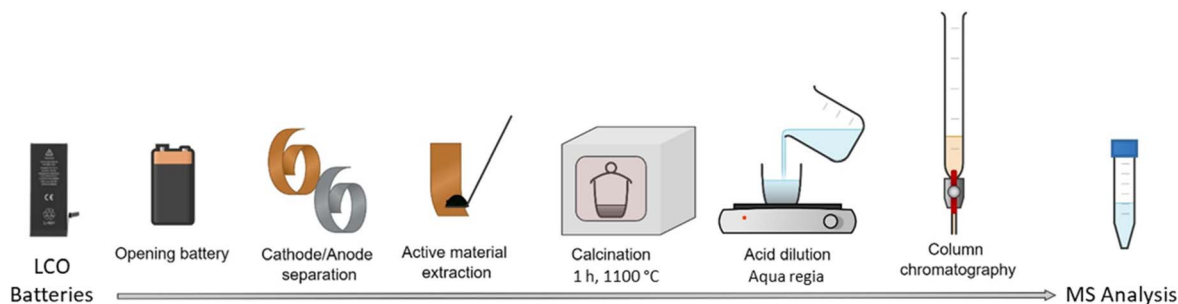 Opening battery
Cathode/Anode
separation
Active material
extraction
Calcination
1 h, 1100 °C
Acid dilution
Aqua regia
Column
chromatography
LCO
Batteries
MS Analysis